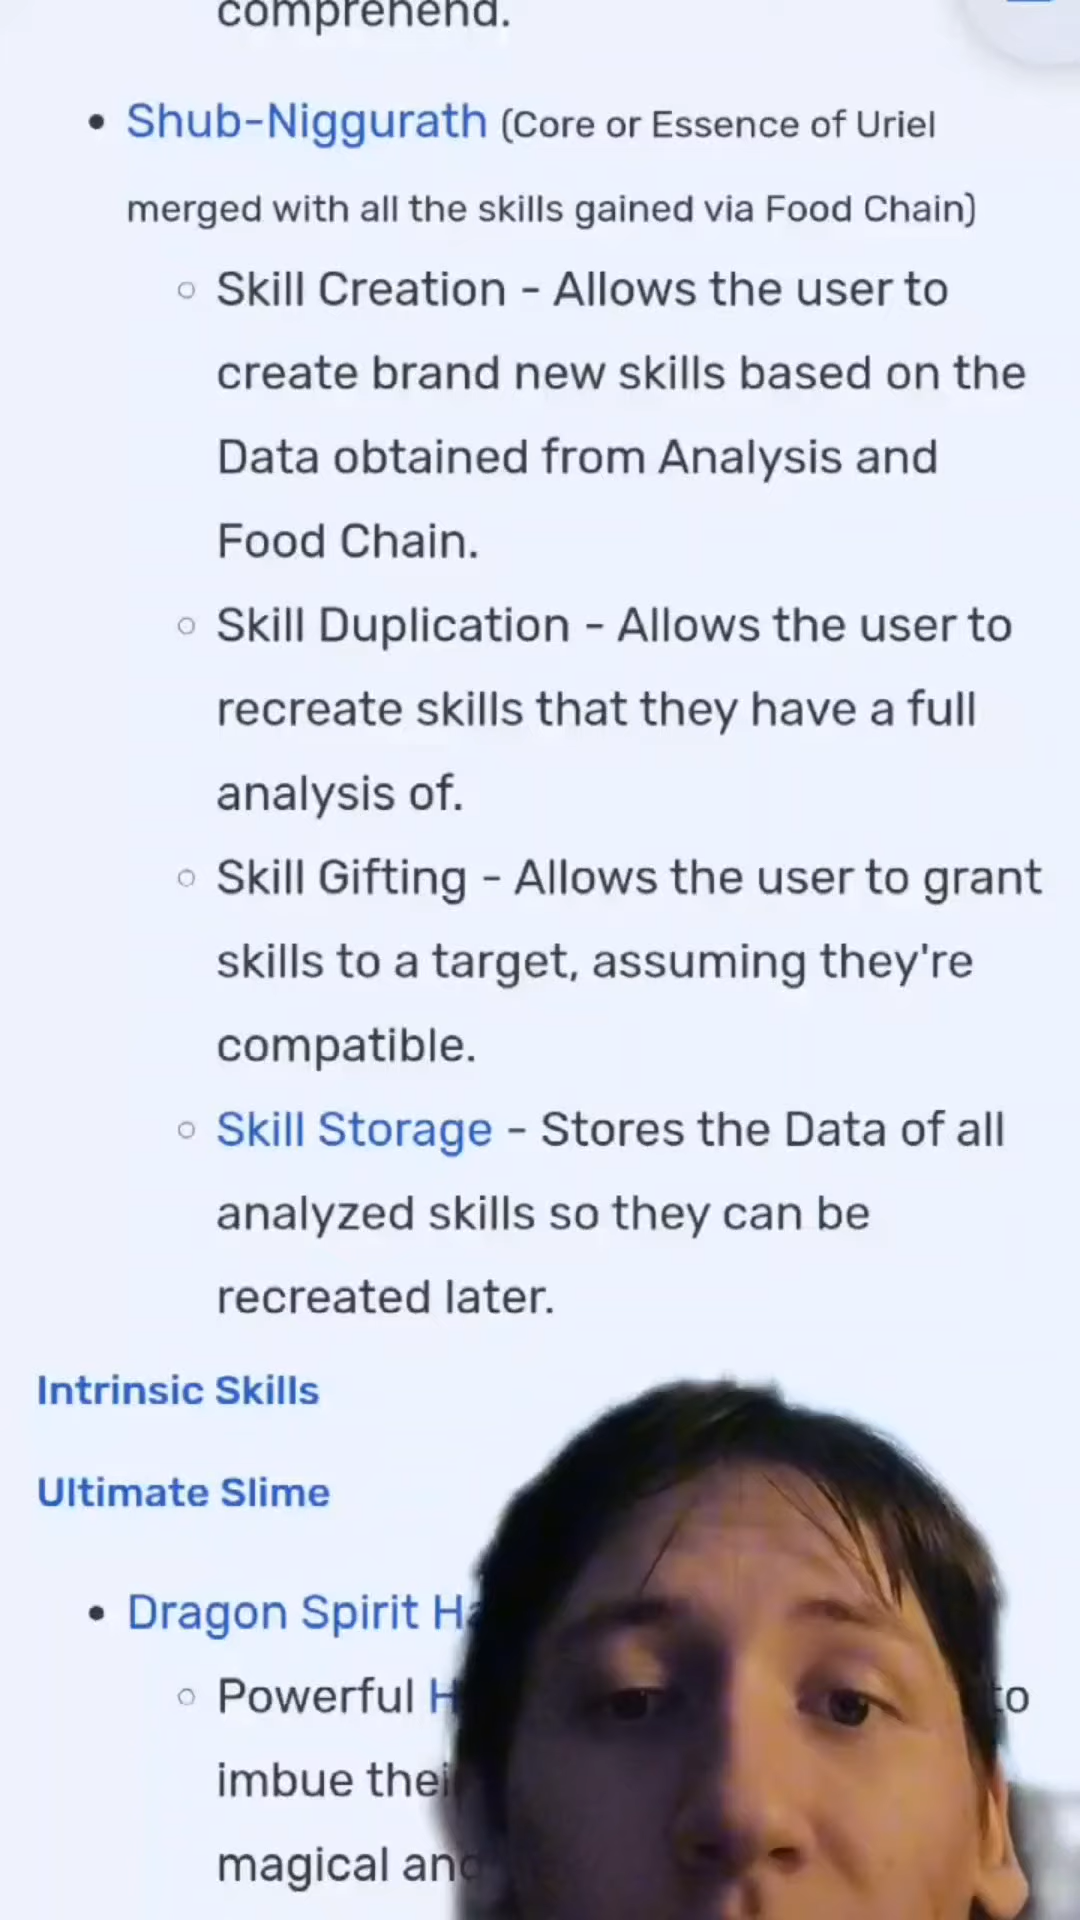 comprehend.
Shub-Niggurath (Core or Essence of Uriel
merged with all the skills gained via Food Chain)
Skill Creation - Allows the user to
create brand new skills based on the
Data obtained from Analysis and
Food Chain.
Skill Duplication - Allows the user to
recreate skills that they have a full
analysis of.
Skill Gifting - Allows the user to grant
skills to a target, assuming they're
compatible.
Skill Storage - Stores the Data of all
analyzed skills so they can be
recreated later.
Intrinsic Skills
Ultimate Slime
Dragon Spirit
Powerful to
imbue
magical